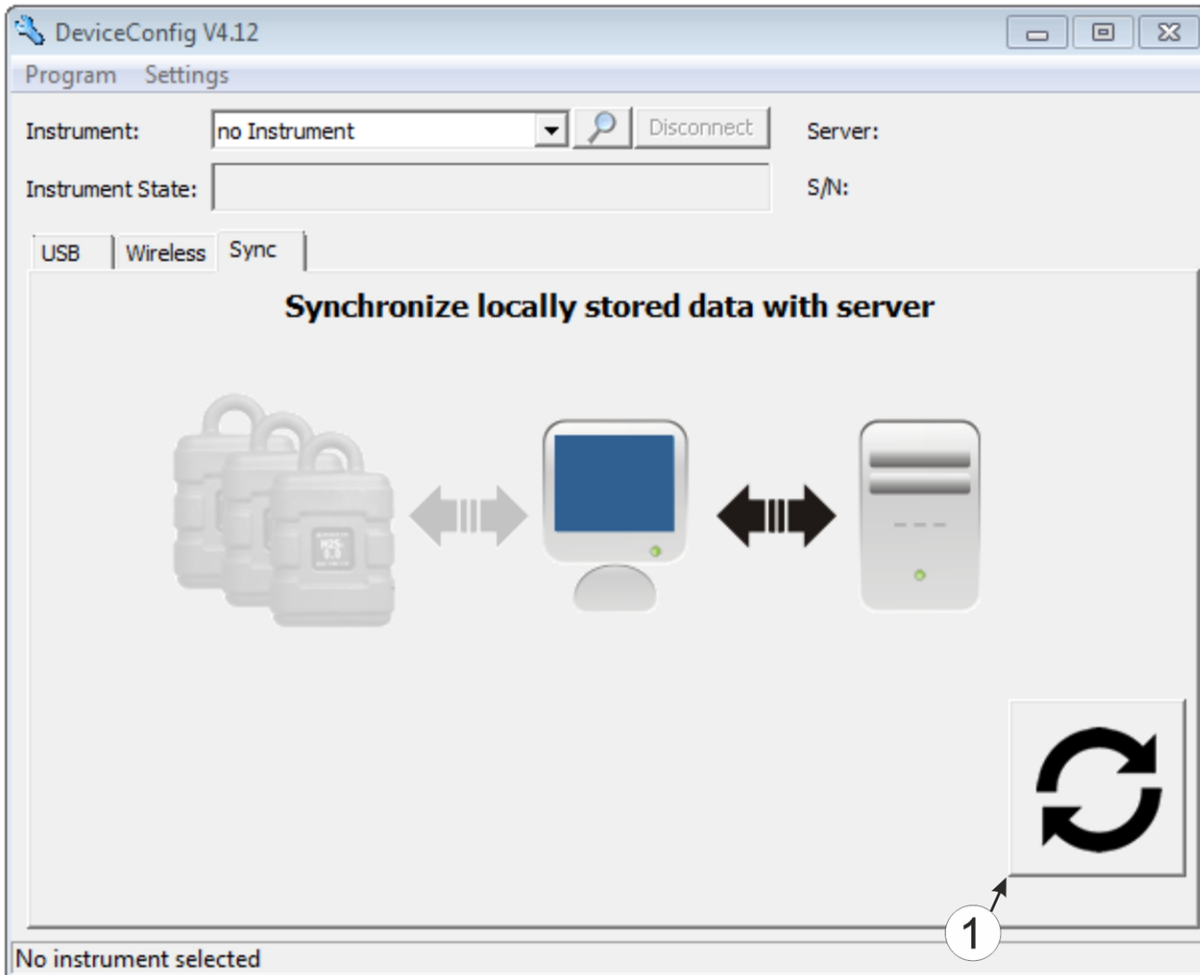 DeviceConfig V4.12
Program Settings
Instrument: no Instrument Disconnect Server:
Instrument State: S/N:
USB Wireless Sync
Synchronize locally stored data with server
1
No instrument selected